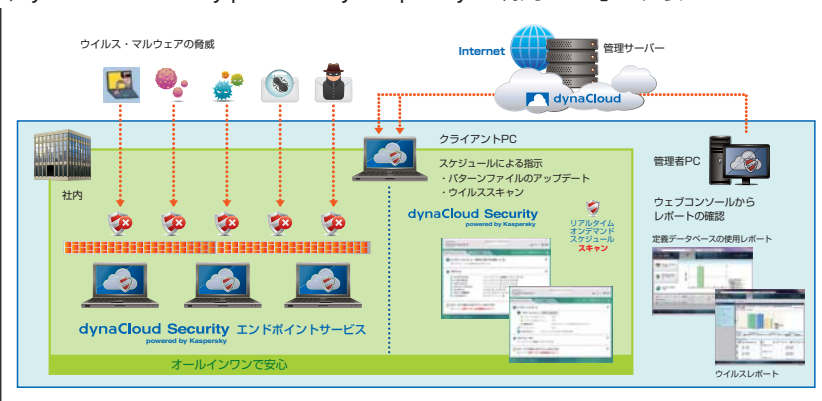 ウイルス・マルウェアの脅威
Internet
管理サーバー
dynaCloud
社内
クライアントPC
スケジュールによる指示
・パターンファイルのアップデート
・ウイルススキャン
dynaCloud Security
powered by Kaspersky
リアルタイム
オンデマンド
スケジュール
スキャン
管理者PC
ウェブコンソールから
レポートの確認
定義データベースの使用レポート
ウイルスレポート
dynaCloud Security エンドポイントサービス
powered by Kaspersky
オールインワンで安心